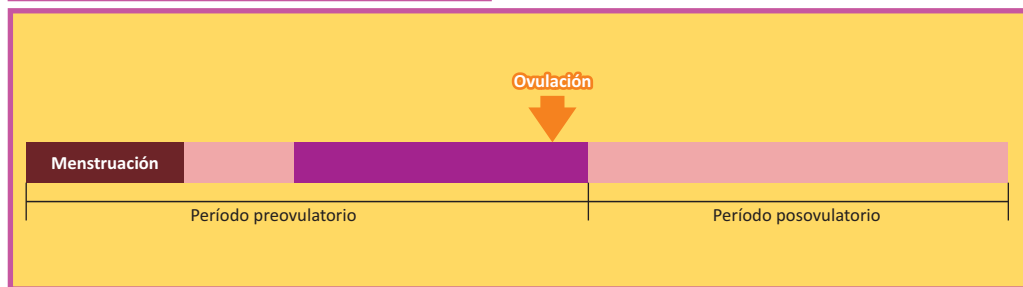 Ovulación
Menstruación
Período preovulatorio
Período posovulatorio